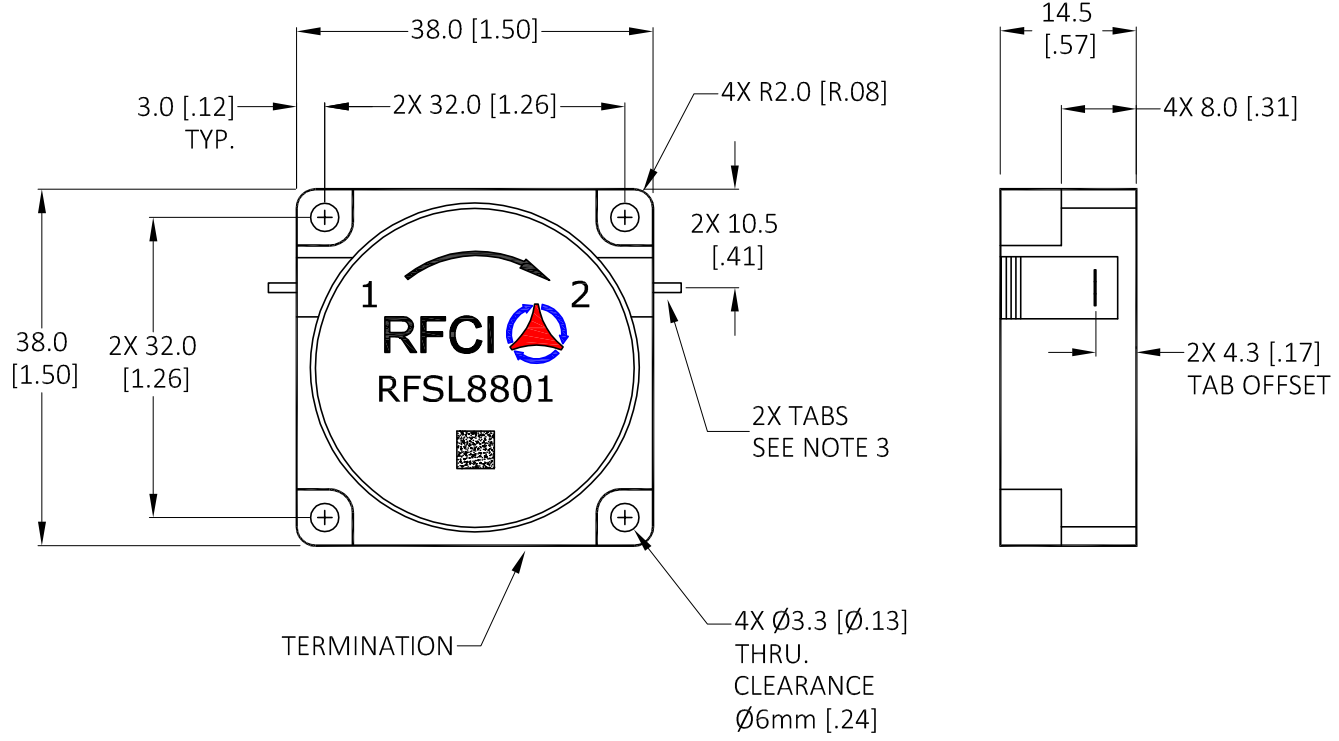 38.0 [1.50]
14.5
[.57]
3.0 [.12]
TYP.
2X 32.0 [1.26]
4X R2.0 [R.08]
4X 8.0 [.31]
2X 10.5
[.41]
1
2
RFCI
RFSL8801
38.0
[1.50]
2X 32.0
[1.26]
2X 4.3 [.17]
TAB OFFSET
2X TABS
SEE NOTE 3
TERMINATION
4X Ø3.3 [Ø.13]
THRU.
CLEARANCE
Ø6mm [.24]